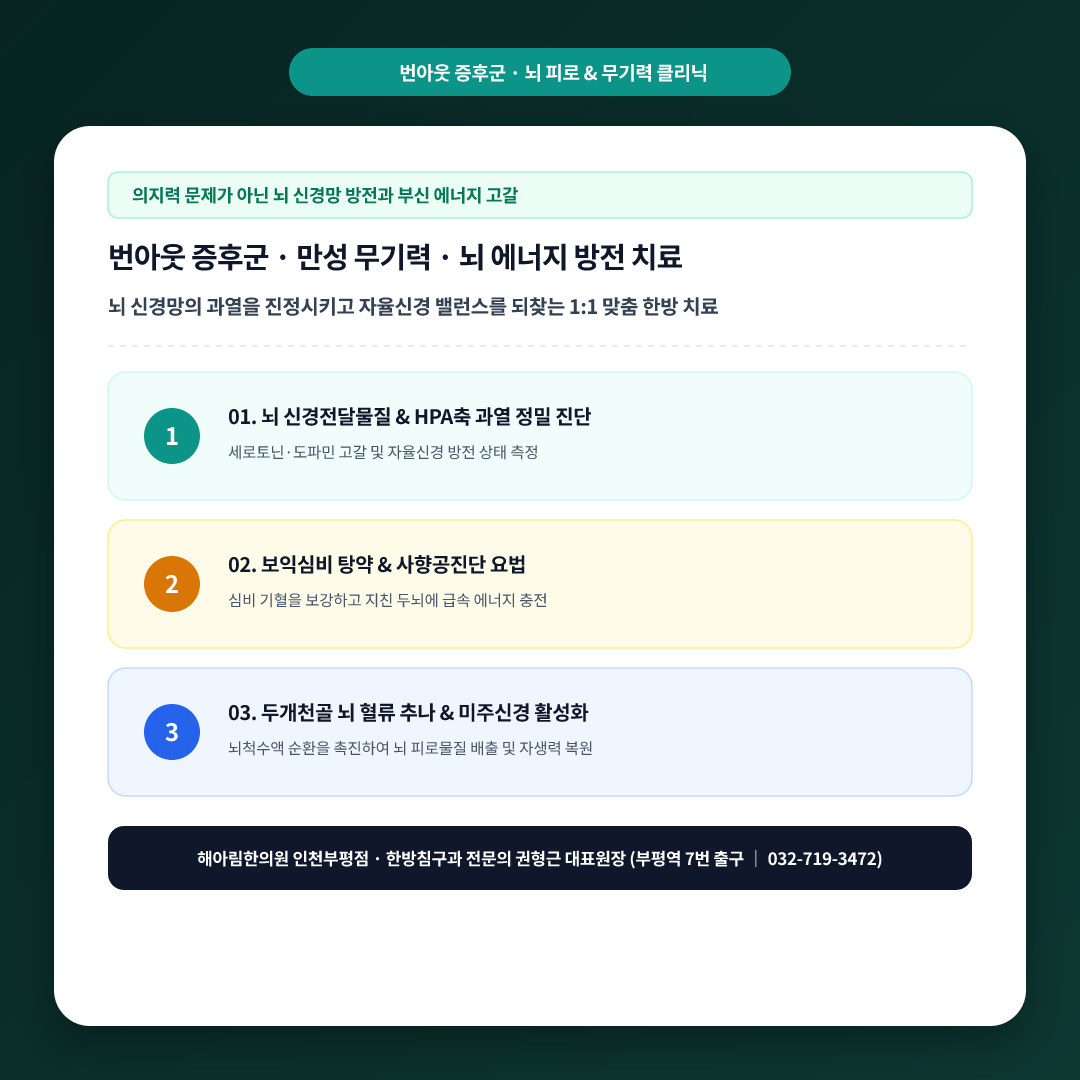 번아웃 증후군 · 뇌 피로 & 무기력 클리닉
의지력 문제가 아닌 뇌 신경망 방전과 부신 에너지 고갈
번아웃 증후군 · 만성 무기력 · 뇌 에너지 방전 치료
뇌 신경망의 과열을 진정시키고 자율신경 밸런스를 되찾는 1:1 맞춤 한방 치료
1
01. 뇌 신경전달물질 & HPA축 과열 정밀 진단
세로토닌·도파민 고갈 및 자율신경 방전 상태 측정
2
02. 보익심비 탕약 & 사향공진단 요법
심비 기혈을 보강하고 지친 두뇌에 급속 에너지 충전
3
03. 두개천골 뇌 혈류 추나 & 미주신경 활성화
뇌척수액 순환을 촉진하여 뇌 피로물질 배출 및 자생력 복원
해아림한의원 인천부평점 · 한방침구과 전문의 권형근 대표원장 (부평역 7번 출구 | 032-719-3472)